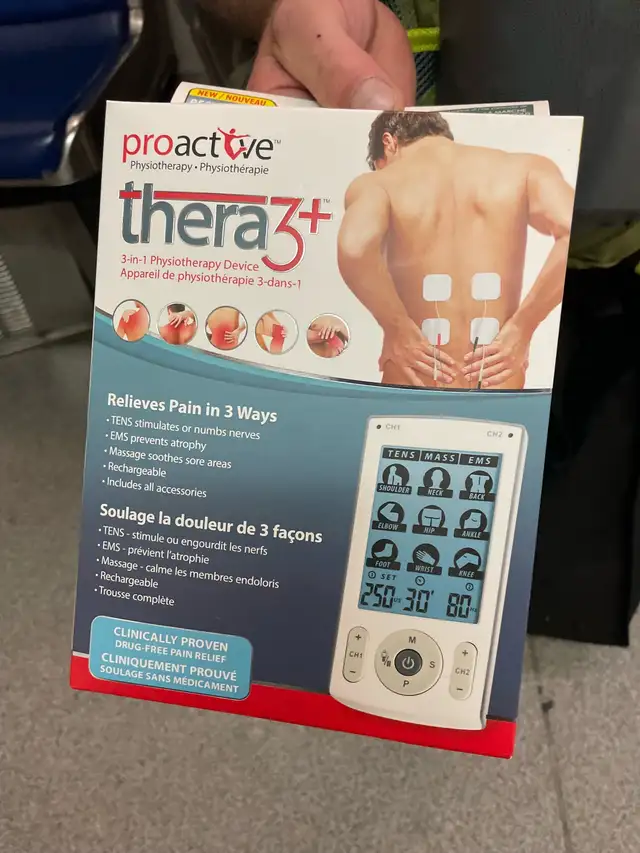 NEW / NOUVEAU
proactive™
Physiotherapy • Physiothérapie
thera3+™
3-in-1 Physiotherapy Device
Appareil de physiothérapie 3-dans-1
Relieves Pain in 3 Ways
• TENS stimulates or numbs nerves
• EMS prevents atrophy
• Massage soothes sore areas
• Rechargeable
• Includes all accessories
Soulage la douleur de 3 façons
• TENS - stimule ou engourdit les nerfs
• EMS - prévient l'atrophie
• Massage - calme les membres endoloris
• Rechargeable
• Trousse complète
CLINICALLY PROVEN
DRUG-FREE PAIN RELIEF
CLINIQUEMENT PROUVÉ
SOULAGE SANS MÉDICAMENT
CH1 CH2
TENS MASS EMS
SHOULDER NECK BACK
ELBOW HIP ANKLE
FOOT WRIST KNEE
SET
250 30' 80
+ M +
CH1 S CH2
- P -